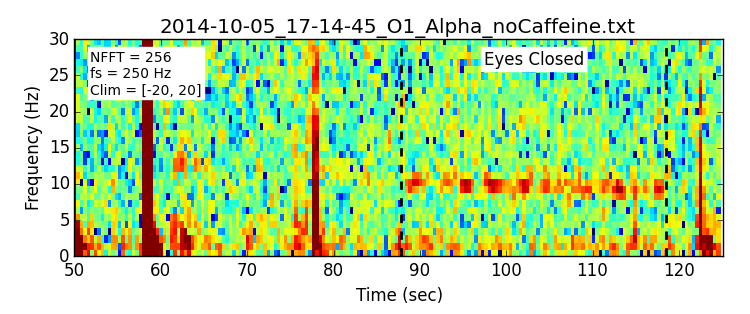 2014-10-05_17-14-45_O1_Alpha_noCaffeine.txt
NFFT = 256
fs = 250 Hz
Clim = [-20, 20]
Eyes Closed
Frequency (Hz)
30
25
20
15
10
5
0
50
60
70
80
90
100
110
120
Time (sec)